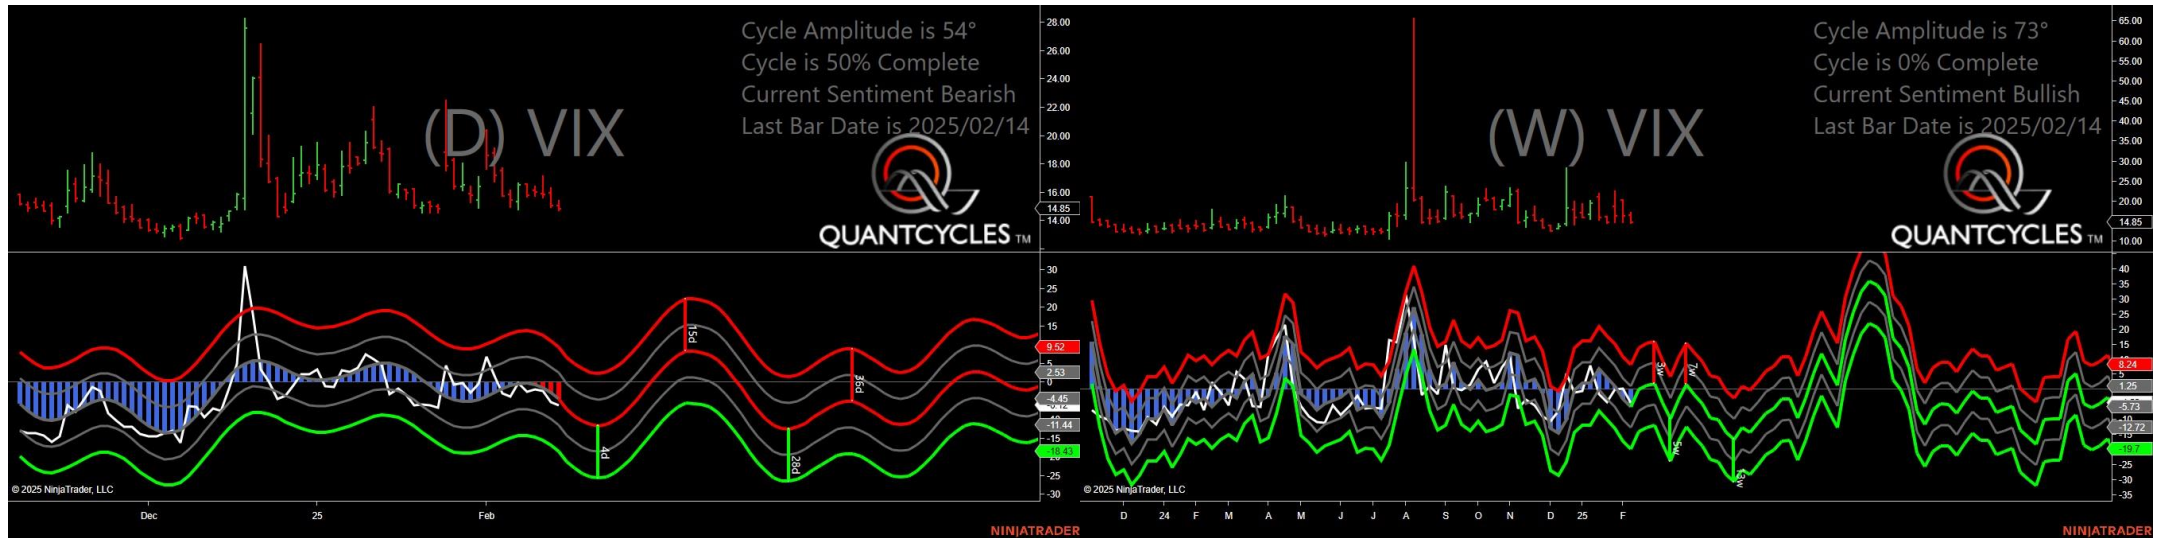 Cycle Amplitude is 54°
Cycle is 50% Complete
Current Sentiment Bearish
Last Bar Date is 2025/02/14
(D) VIX
QUANTCYCLES TM
28.00
26.00
24.00
22.00
20.00
18.00
16.00
14.85
14.00
30
25
20
15
9.52
5
2.53
0
-4.45
-11.44
-15
-18.43
-25
-30
15d
36d
4d
28d
© 2025 NinjaTrader, LLC
Dec
25
Feb
NINJATRADER
Cycle Amplitude is 73°
Cycle is 0% Complete
Current Sentiment Bullish
Last Bar Date is 2025/02/14
(W) VIX
QUANTCYCLES TM
65.00
60.00
55.00
50.00
45.00
40.00
35.00
30.00
25.00
20.00
14.85
10.00
40
35
30
25
20
15
8.24
5
1.25
-5.73
-12.72
-15
-19.7
-25
-30
-35
3w
7w
5w
© 2025 NinjaTrader, LLC
D
24
F
M
A
M
J
J
A
S
O
N
D
25
F
NINJATRADER